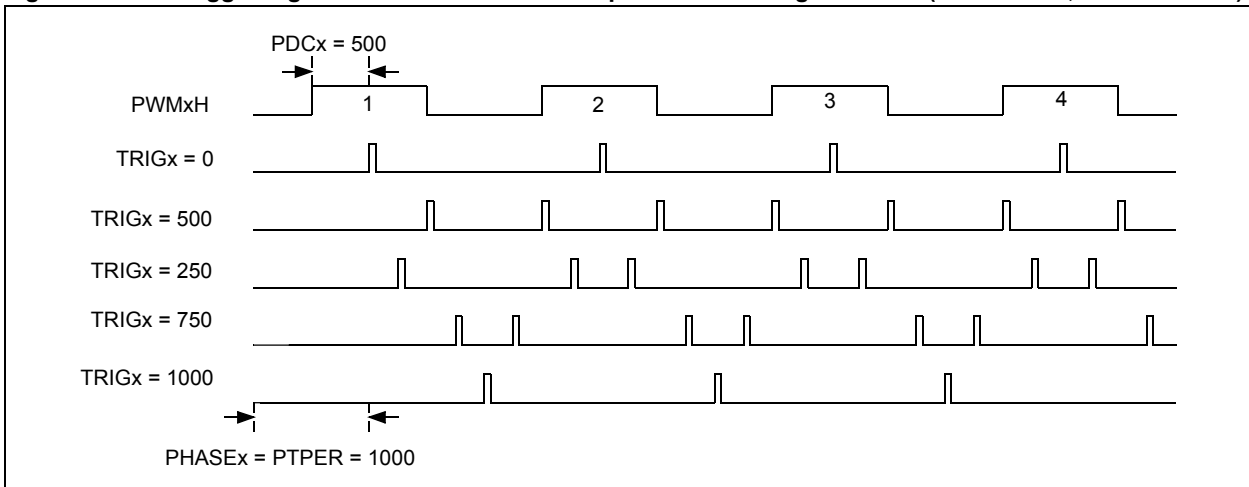 PDCx = 500
PWMxH
1
2
3
4
TRIGx = 0
TRIGx = 500
TRIGx = 250
TRIGx = 750
TRIGx = 1000
PHASEx = PTPER = 1000